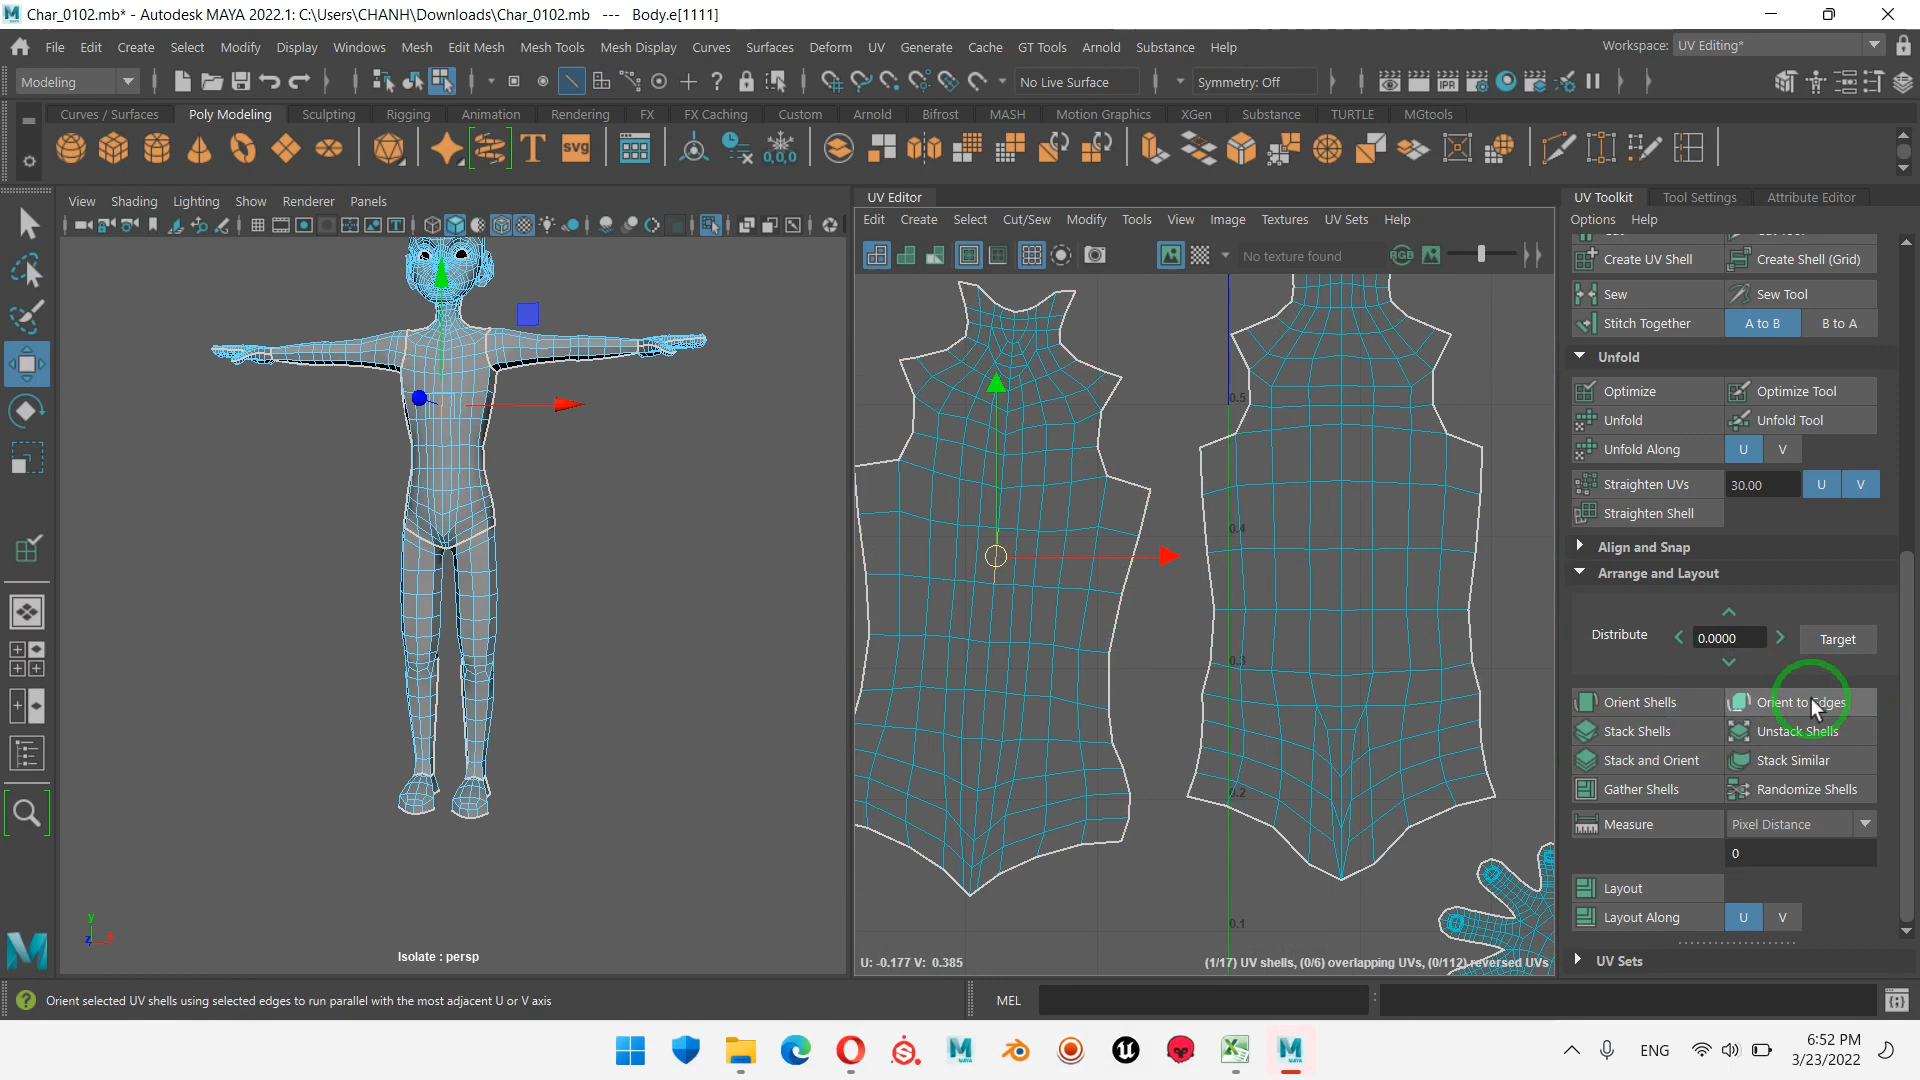 Char_0102.mb* - Autodesk MAYA 2022.1: C:\Users\CHANH\Downloads\Char_0102.mb --- Body.e[1111]
File Edit Create Select Modify Display Windows Mesh Edit Mesh Mesh Tools Mesh Display Curves Surfaces Deform UV Generate Cache GT Tools Arnold Substance Help
Workspace: UV Editing*
Modeling
No Live Surface
Symmetry: Off
Curves / Surfaces Poly Modeling Sculpting Rigging Animation Rendering FX FX Caching Custom Arnold Bifrost MASH Motion Graphics XGen Substance TURTLE MGtools
View Shading Lighting Show Renderer Panels
UV Editor
Edit Create Select Cut/Sew Modify Tools View Image Textures UV Sets Help
No texture found
UV Toolkit Tool Settings Attribute Editor
Options Help
Create UV Shell Create Shell (Grid)
Sew Sew Tool
Stitch Together A to B B to A
Unfold
Optimize Optimize Tool
Unfold Unfold Tool
Unfold Along U V
Straighten UVs 30.00 U V
Straighten Shell
Align and Snap
Arrange and Layout
Distribute 0.0000 Target
Orient Shells Orient to Edges
Stack Shells Unstack Shells
Stack and Orient Stack Similar
Gather Shells Randomize Shells
Measure Pixel Distance
0
Layout
Layout Along U V
UV Sets
0.5
0.4
0.3
0.2
0.1
U: -0.177 V: 0.385
(1/17) UV shells, (0/6) overlapping UVs, (0/112) reversed UVs
Isolate : persp
Orient selected UV shells using selected edges to run parallel with the most adjacent U or V axis
MEL
ENG
6:52 PM
3/23/2022